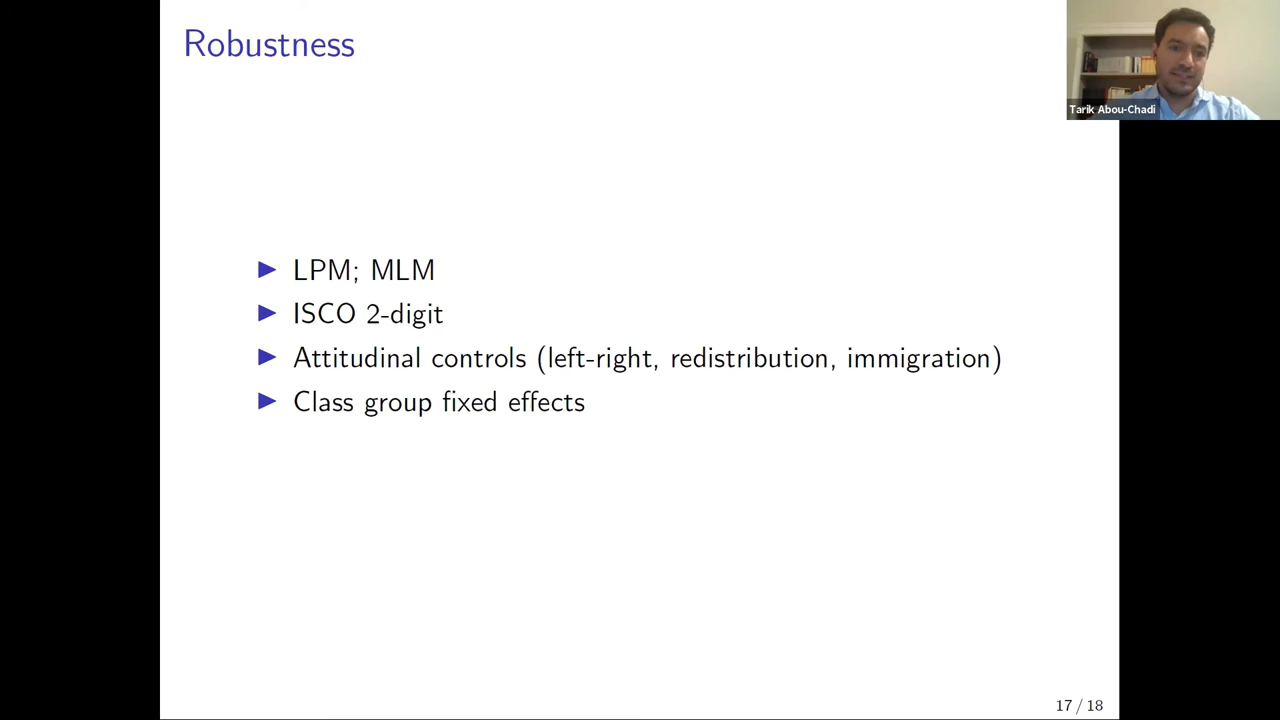 Robustness
Tarik Abou-Chadi
▶ LPM; MLM
▶ ISCO 2-digit
▶ Attitudinal controls (left-right, redistribution, immigration)
▶ Class group fixed effects
17 / 18